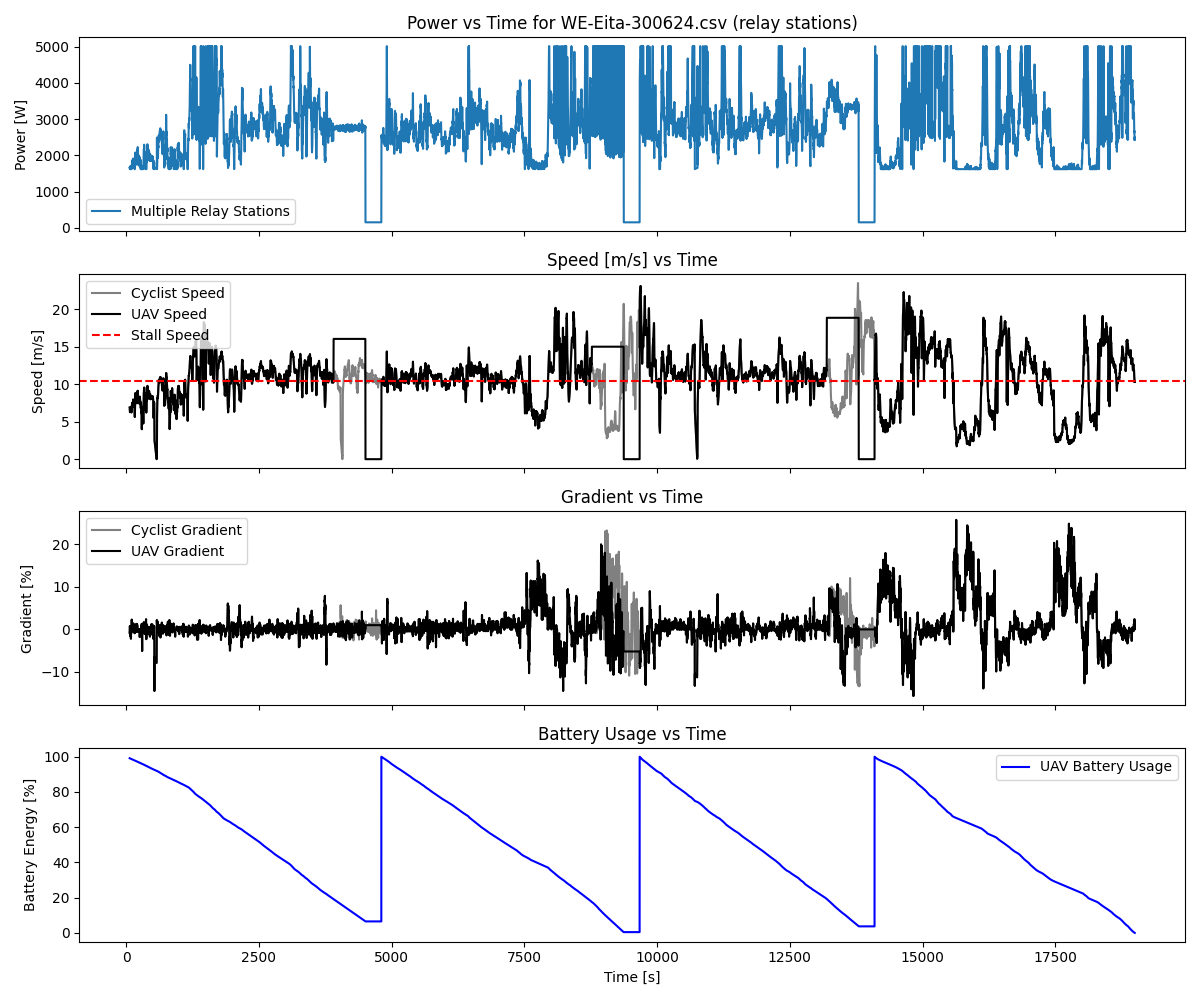 Power vs Time for WE-Eita-300624.csv (relay stations)
5000
4000
3000
2000
1000
0
Power [W]
Multiple Relay Stations
Speed [m/s] vs Time
20
15
10
5
0
Speed [m/s]
Cyclist Speed
UAV Speed
Stall Speed
Gradient vs Time
20
10
0
−10
Gradient [%]
Cyclist Gradient
UAV Gradient
Battery Usage vs Time
100
80
60
40
20
0
Battery Energy [%]
UAV Battery Usage
0 2500 5000 7500 10000 12500 15000 17500
Time [s]